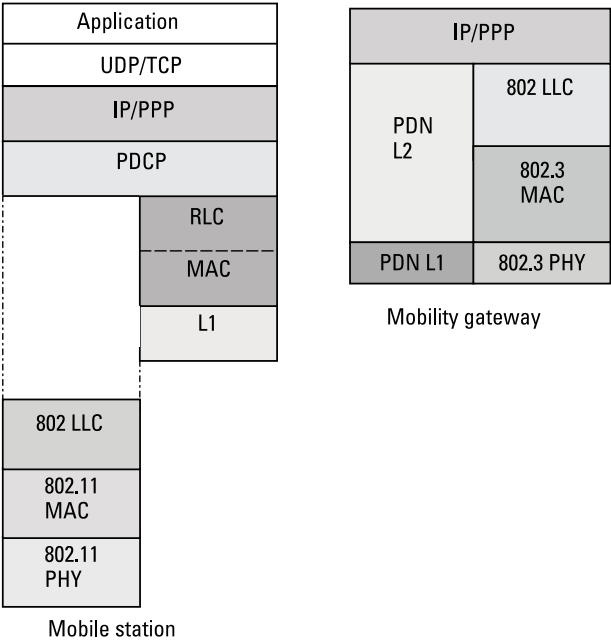 Application
UDP/TCP
IP/PPP
PDCP
RLC
MAC
L1
802 LLC
802.11
MAC
802.11
PHY
Mobile station
IP/PPP
PDN
L2
802 LLC
802.3
MAC
PDN L1
802.3 PHY
Mobility gateway